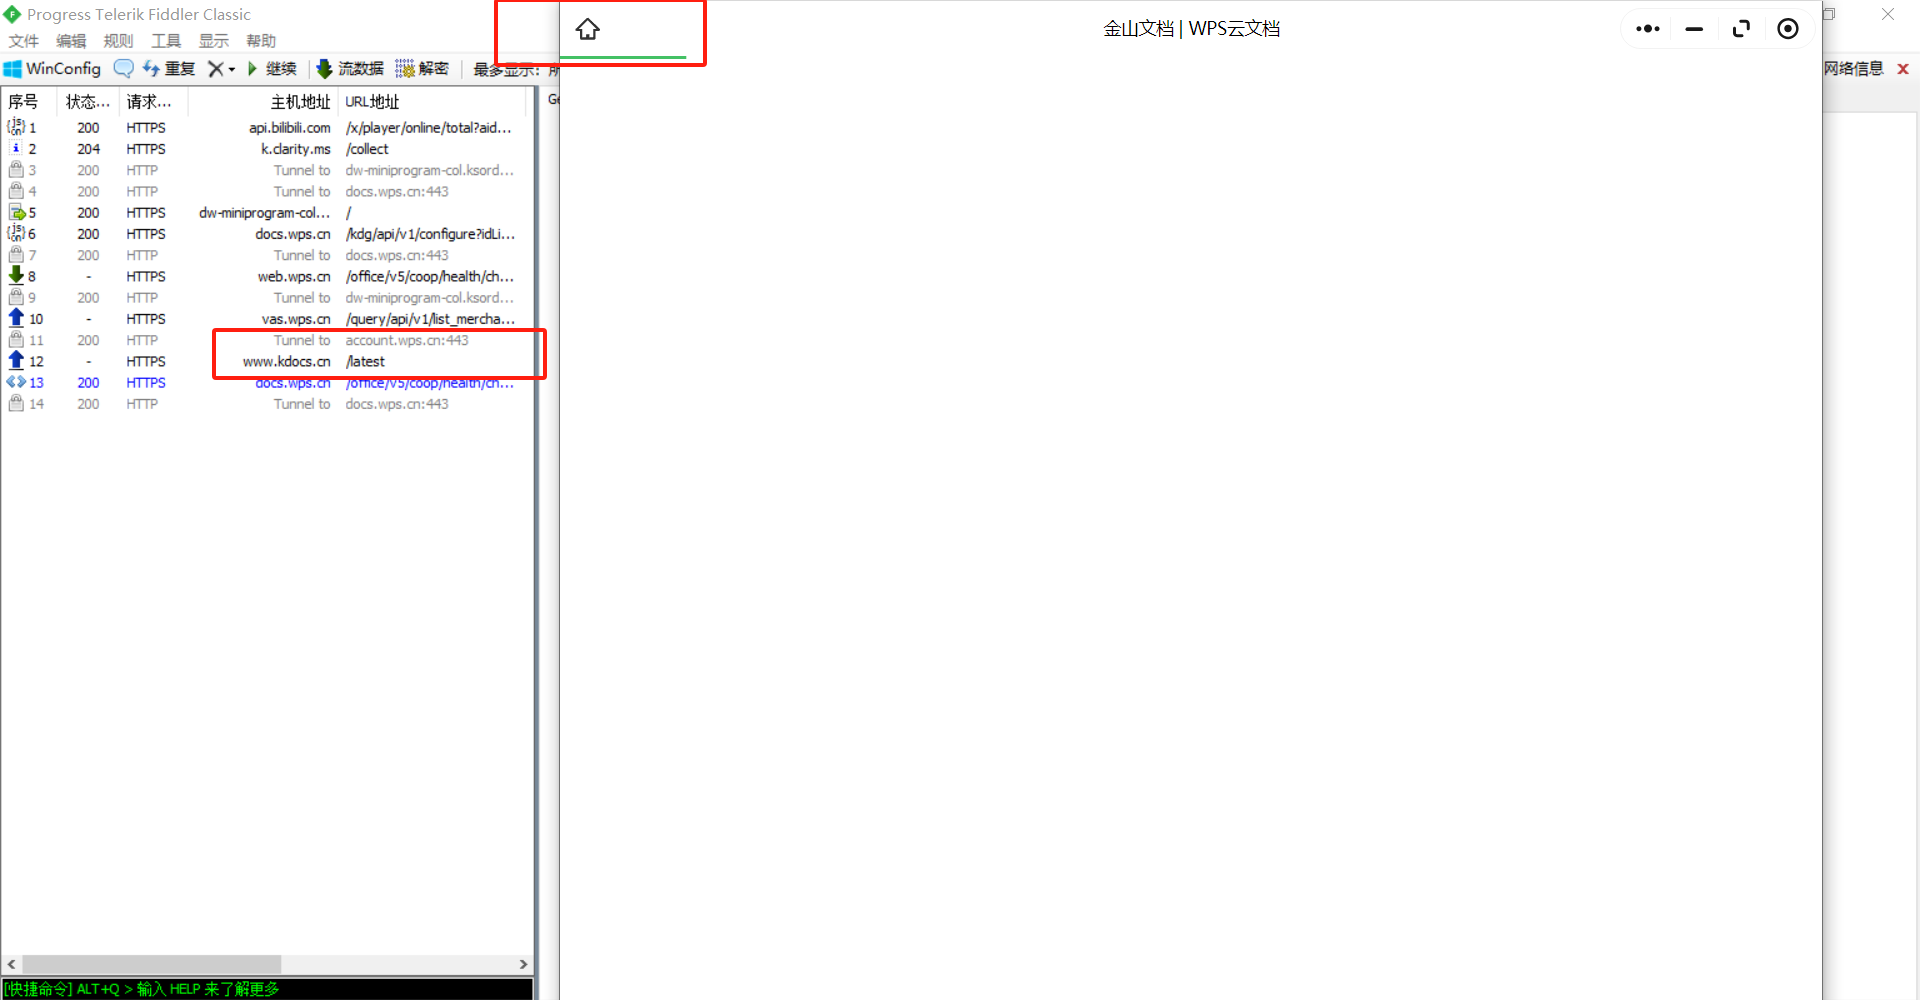 Progress Telerik Fiddler Classic
金山文档 | WPS云文档
文件 编辑 规则 工具 显示 帮助
WinConfig 重复 继续 流数据 解密 最多显示: 网络信息
序号 状态... 请求... 主机地址 URL地址
1 200 HTTPS api.bilibili.com /x/player/online/total?aid...
2 204 HTTPS k.clarity.ms /collect
3 200 HTTP Tunnel to dw-miniprogram-col.ksord...
4 200 HTTP Tunnel to docs.wps.cn:443
5 200 HTTPS dw-miniprogram-col... /
6 200 HTTPS docs.wps.cn /kdg/api/v1/configure?idLi...
7 200 HTTP Tunnel to docs.wps.cn:443
8 - HTTPS web.wps.cn /office/v5/coop/health/ch...
9 200 HTTP Tunnel to dw-miniprogram-col.ksord...
10 - HTTPS vas.wps.cn /query/api/v1/list_mercha...
11 200 HTTP Tunnel to account.wps.cn:443
12 - HTTPS www.kdocs.cn /latest
13 200 HTTPS docs.wps.cn /office/v5/coop/health/ch...
14 200 HTTP Tunnel to docs.wps.cn:443
[快捷命令] ALT+Q > 输入 HELP 来了解更多